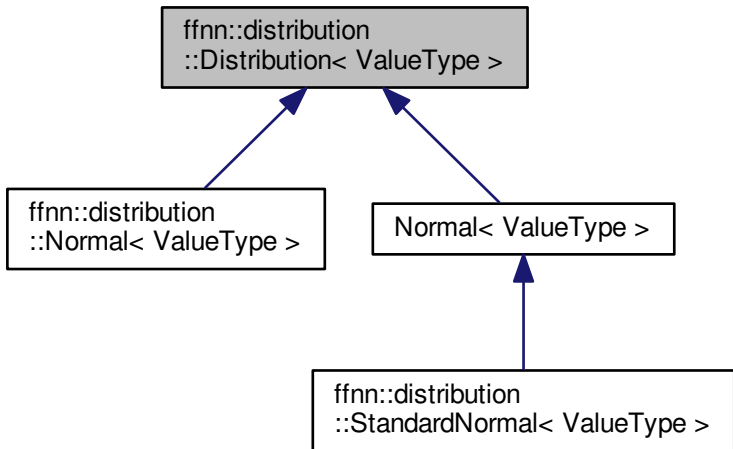 ffnn::distribution
::Distribution< ValueType >
ffnn::distribution
::Normal< ValueType >
Normal< ValueType >
ffnn::distribution
::StandardNormal< ValueType >